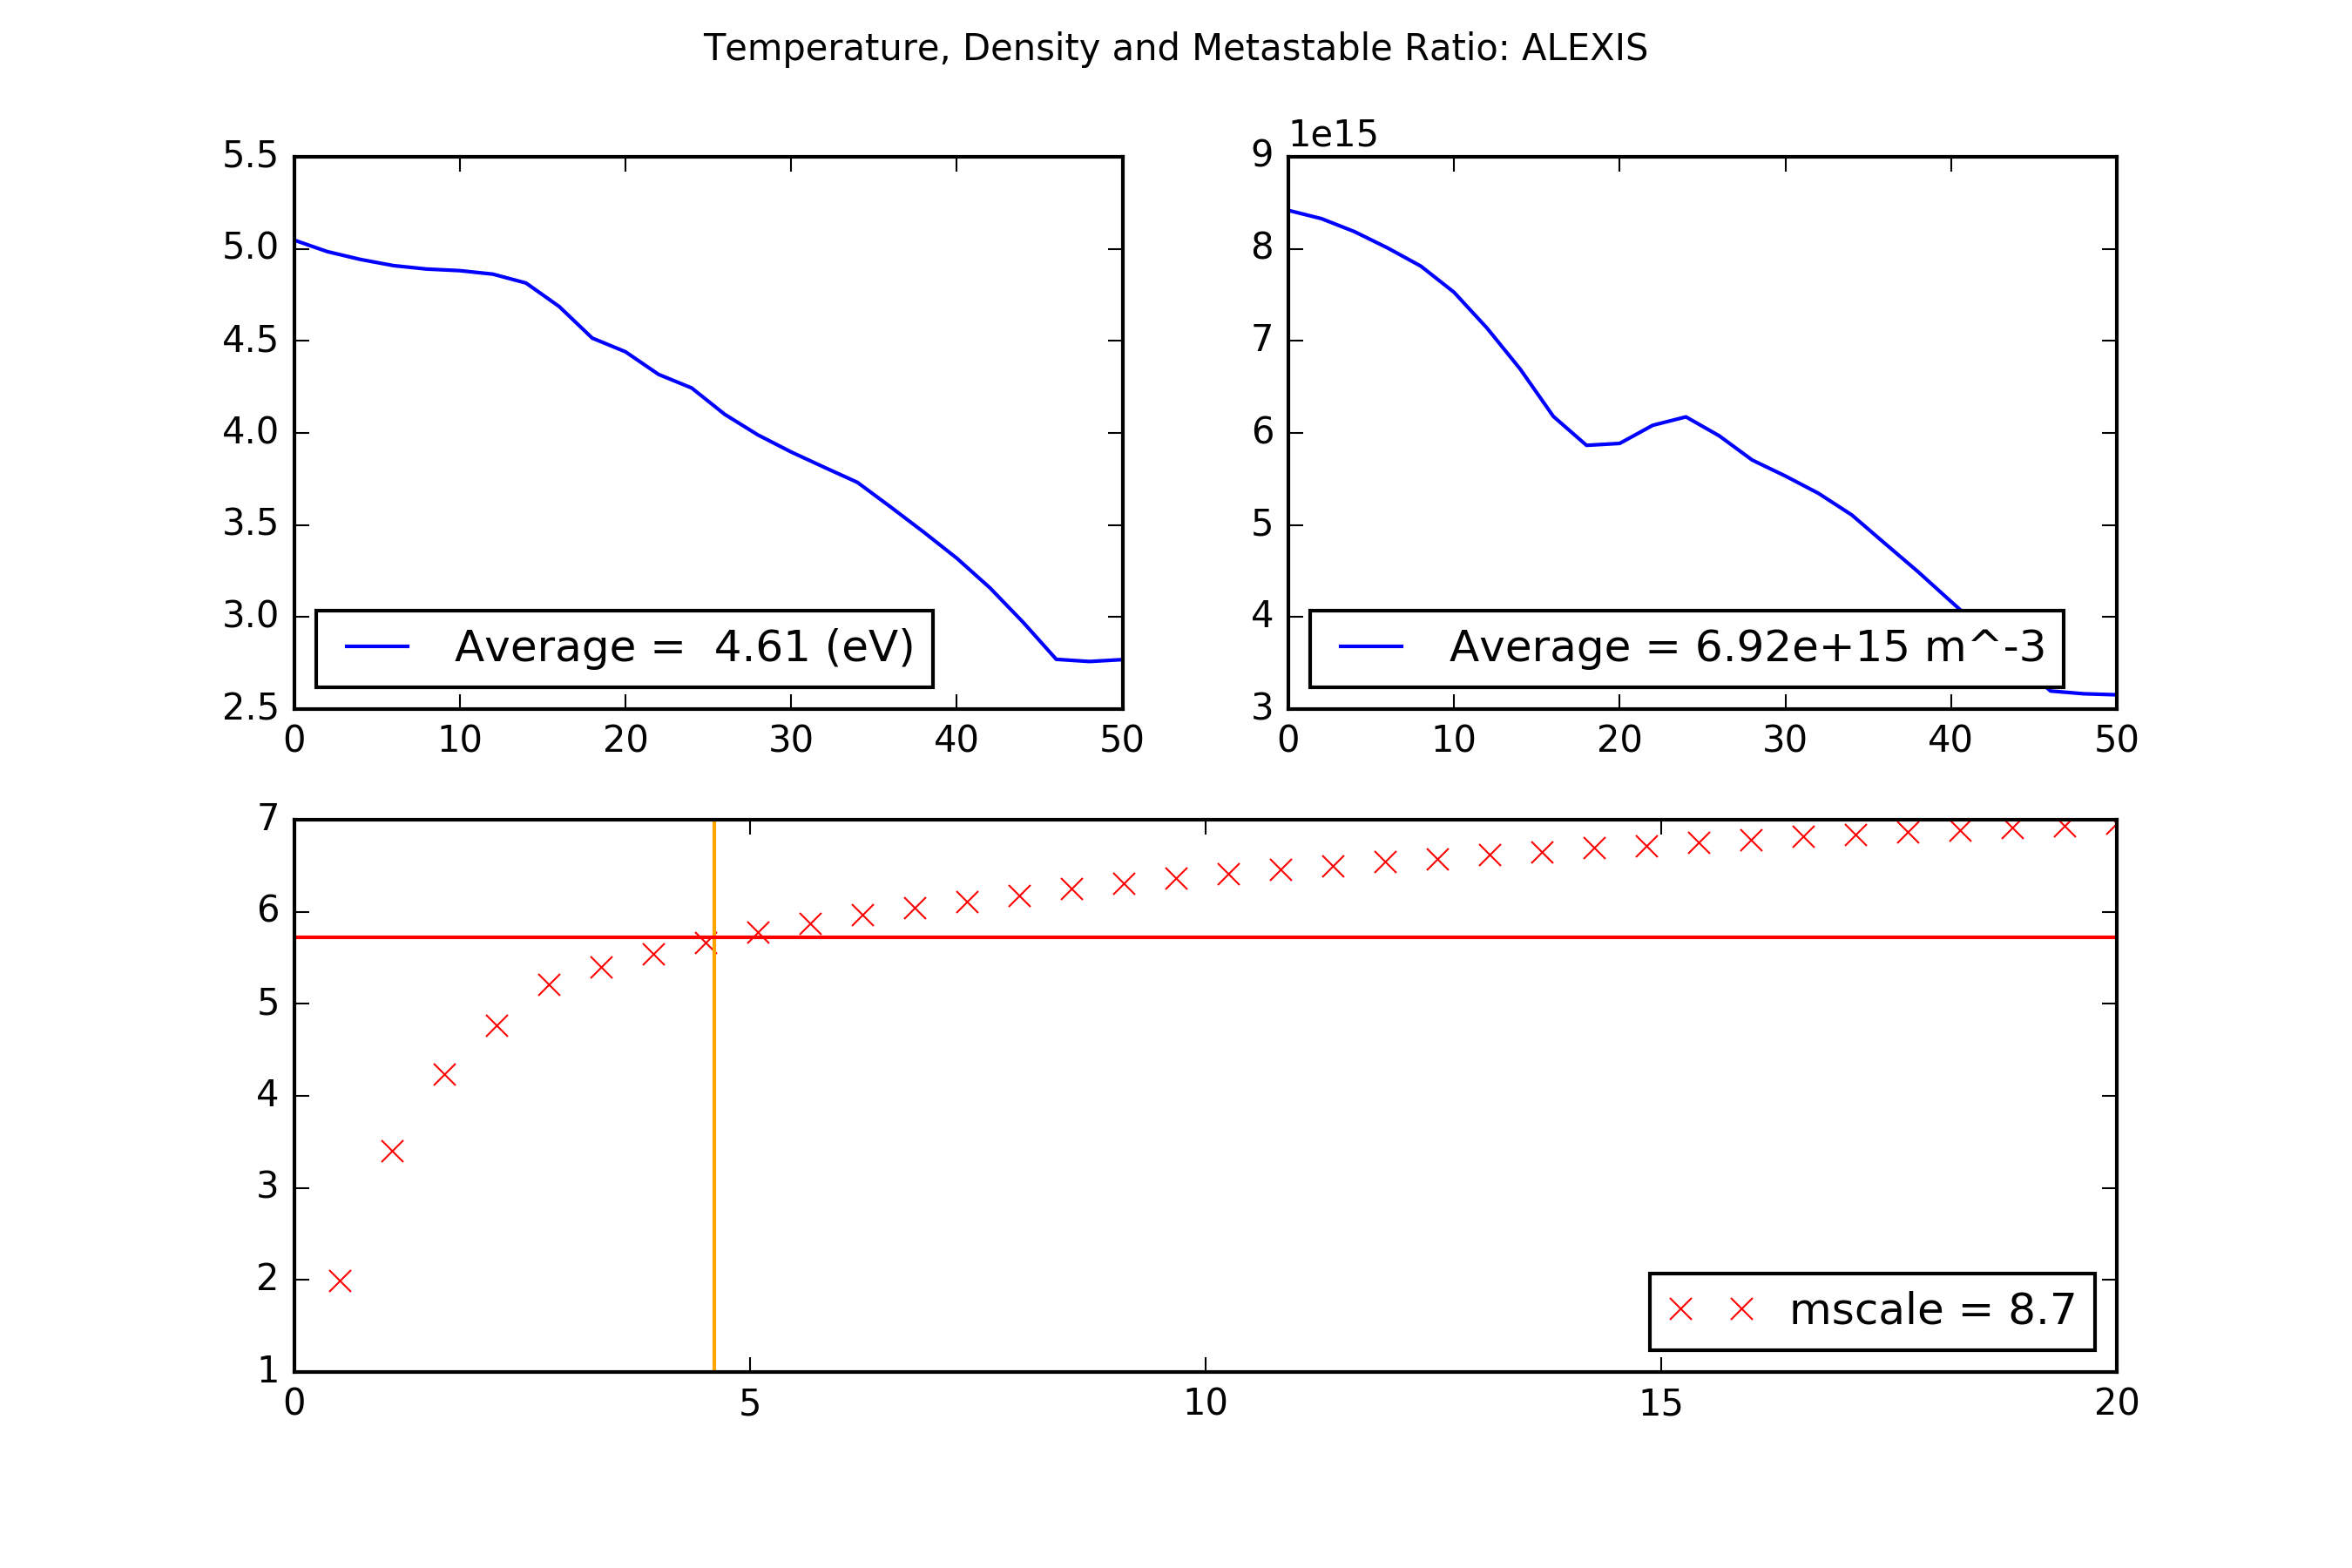 Temperature, Density and Metastable Ratio: ALEXIS
5.5
5.0
4.5
4.0
3.5
3.0
2.5
0 10 20 30 40 50
Average =  4.61 (eV)
1e15
9
8
7
6
5
4
3
0 10 20 30 40 50
Average = 6.92e+15 m^-3
7
6
5
4
3
2
1
0 5 10 15 20
mscale = 8.7